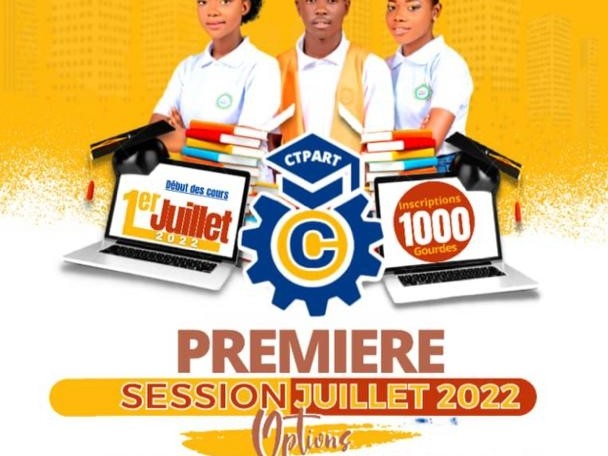 CTPART
Début des cours
1er Juillet
2022
Inscriptions
1000
Gourdes
C
PREMIERE
SESSION JUILLET 2022
Options